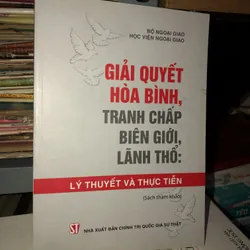 BỘ NGOẠI GIAO
HỌC VIỆN NGOẠI GIAO
GIẢI QUYẾT
HÒA BÌNH,
TRANH CHẤP
BIÊN GIỚI,
LÃNH THỔ:
LÝ THUYẾT VÀ THỰC TIỄN
(Sách tham khảo)
ST
NHÀ XUẤT BẢN CHÍNH TRỊ QUỐC GIA SỰ THẬT